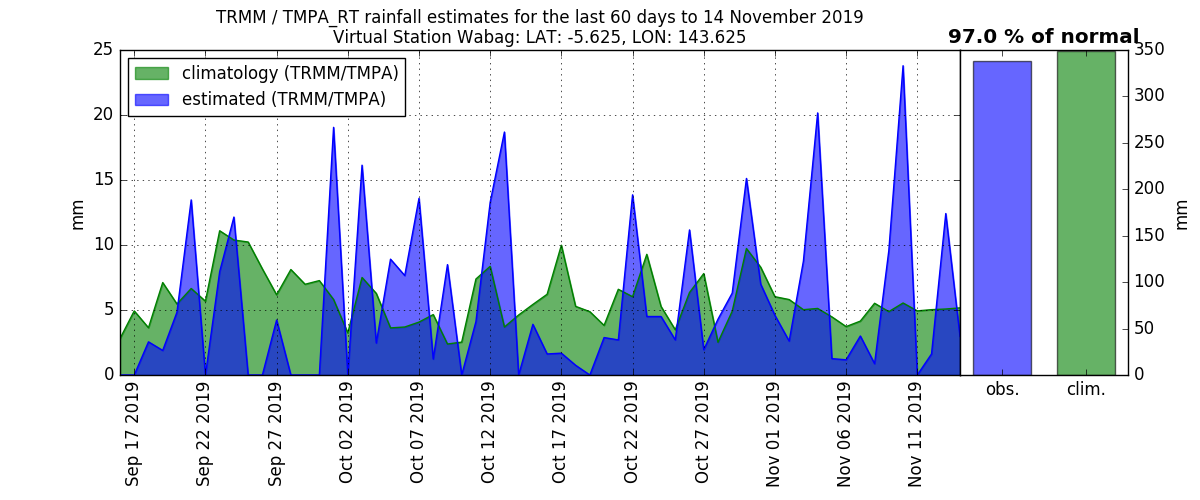 TRMM / TMPA_RT rainfall estimates for the last 60 days to 14 November 2019
Virtual Station Wabag: LAT: -5.625, LON: 143.625
97.0 % of normal
climatology (TRMM/TMPA)
estimated (TRMM/TMPA)
25
20
15
10
5
0
mm
Sep 17 2019
Sep 22 2019
Sep 27 2019
Oct 02 2019
Oct 07 2019
Oct 12 2019
Oct 17 2019
Oct 22 2019
Oct 27 2019
Nov 01 2019
Nov 06 2019
Nov 11 2019
obs.
clim.
350
300
250
200
150
100
50
0
mm